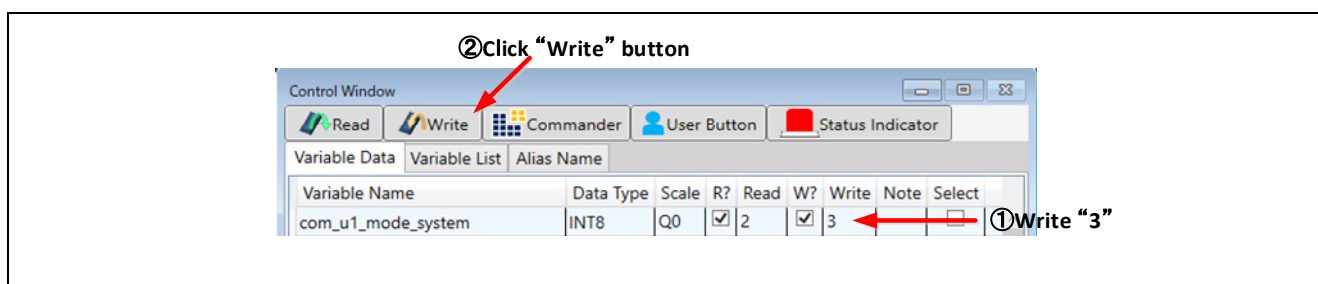 ②Click “Write” button
Control Window
Read Write Commander User Button Status Indicator
Variable Data Variable List Alias Name
Variable Name Data Type Scale R? Read W? Write Note Select
com_u1_mode_system INT8 Q0 2 3
①Write “3”